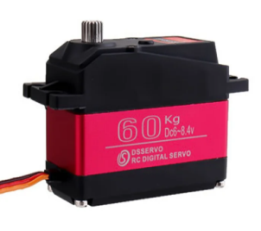 60 Kg
Dc6-8.4v
DSSERVO
RC DIGITAL SERVO